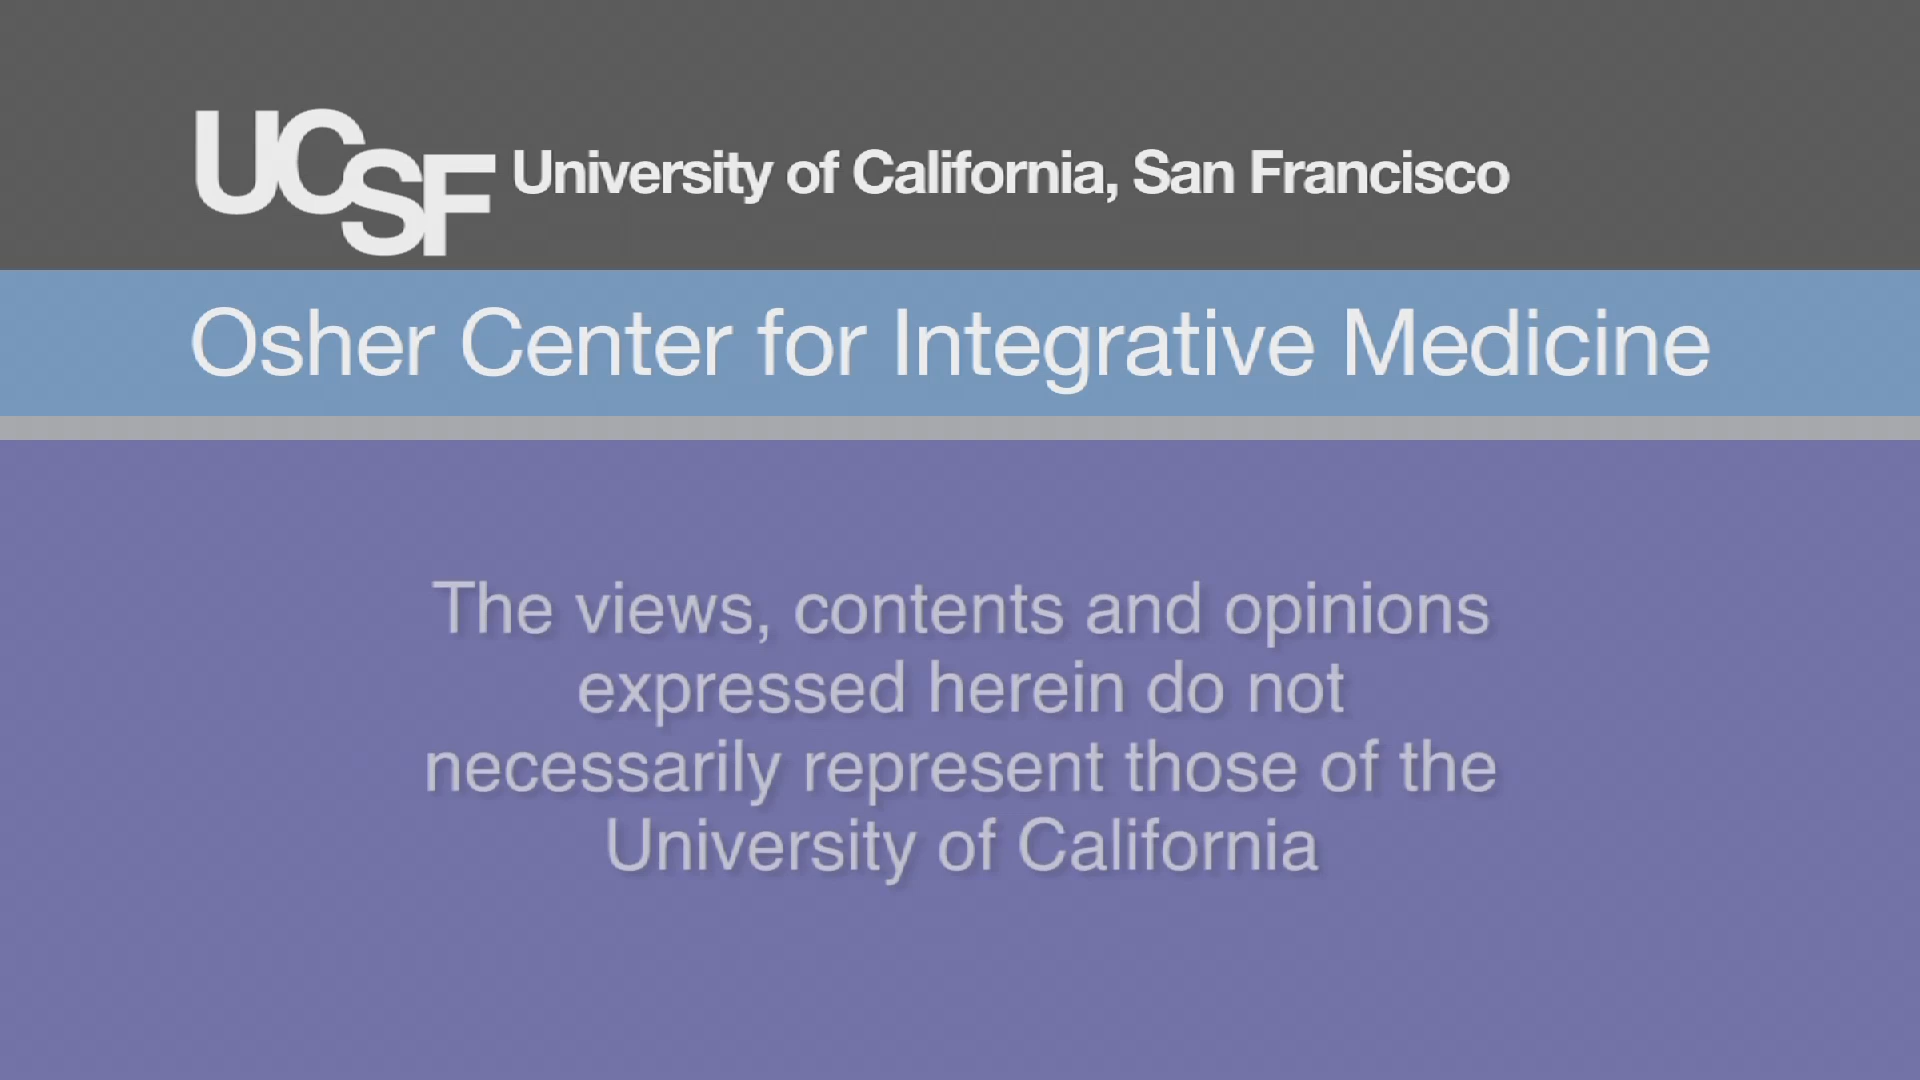 UCSF University of California, San Francisco
Osher Center for Integrative Medicine
The views, contents and opinions
expressed herein do not
necessarily represent those of the
University of California